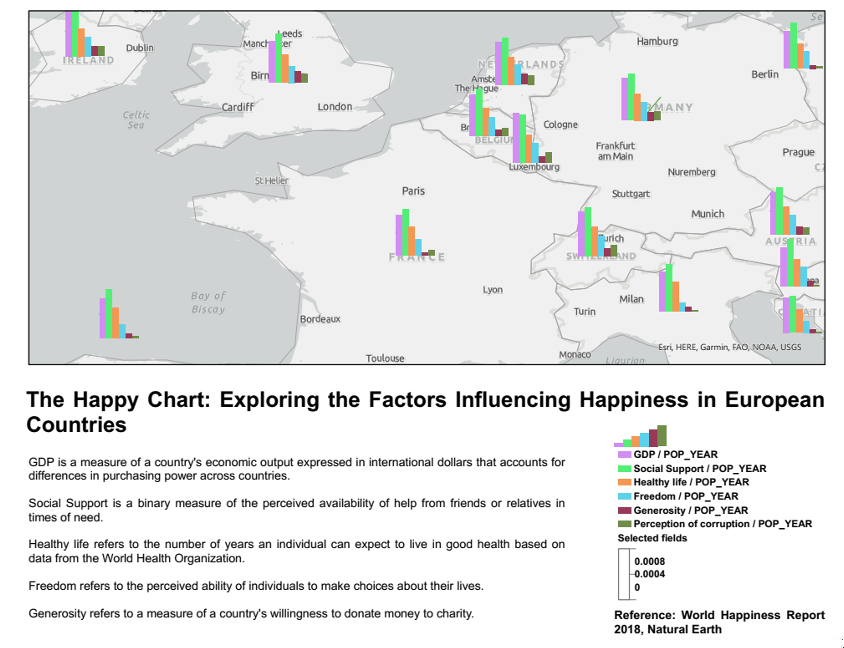 Leeds
Dublin
Hamburg
IRELAND
Berlin
Cardiff
London
The Hague
Celtic
Sea
Cologne
BELGIUM
Frankfurt
am Main
Prague
Luxembourg
Nuremberg
St Helier
Paris
Stuttgart
Munich
AUSTRIA
FRANCE
Lyon
Bay of
Biscay
Milan
Turin
Bordeaux
Esri, HERE, Garmin, FAO, NOAA, USGS
Toulouse
Monaco
Ligurian
The Happy Chart: Exploring the Factors Influencing Happiness in European
Countries
GDP is a measure of a country's economic output expressed in international dollars that accounts for
differences in purchasing power across countries.
Social Support is a binary measure of the perceived availability of help from friends or relatives in
times of need.
Healthy life refers to the number of years an individual can expect to live in good health based on
data from the World Health Organization.
Freedom refers to the perceived ability of individuals to make choices about their lives.
Generosity refers to a measure of a country's willingness to donate money to charity.
GDP / POP_YEAR
Social Support / POP_YEAR
Healthy life / POP_YEAR
Freedom / POP_YEAR
Generosity / POP_YEAR
Perception of corruption / POP_YEAR
Selected fields
0.0008
0.0004
0
Reference: World Happiness Report
2018, Natural Earth